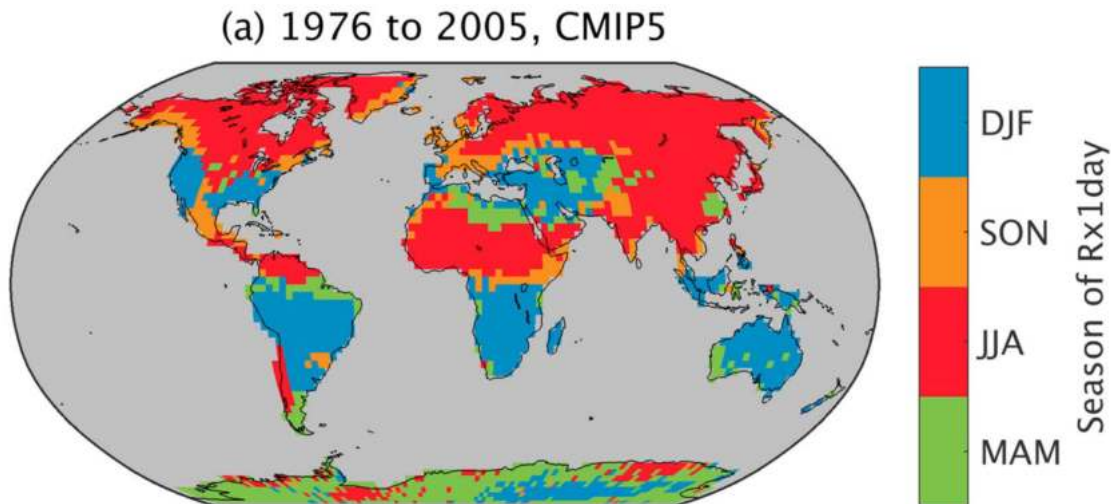 (a) 1976 to 2005, CMIP5
DJF
SON
JJA
MAM
Season of Rx1day